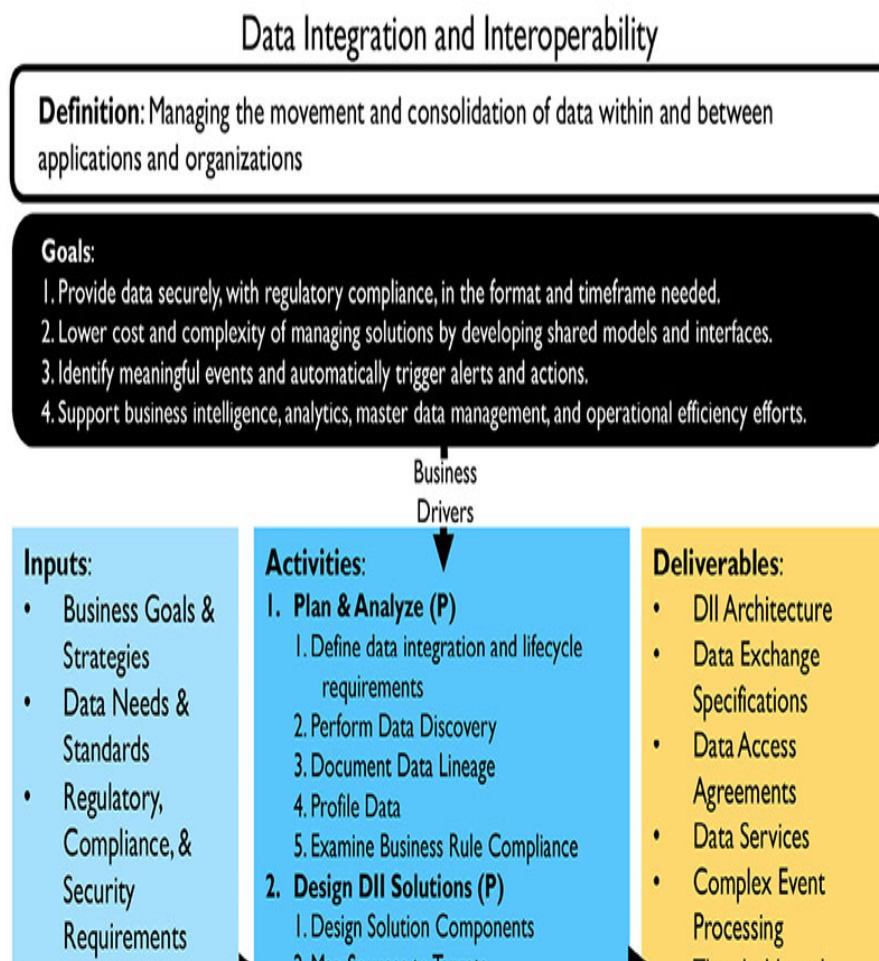 Data Integration and Interoperability
Definition: Managing the movement and consolidation of data within and between
applications and organizations
Goals:
1. Provide data securely, with regulatory compliance, in the format and timeframe needed.
2. Lower cost and complexity of managing solutions by developing shared models and interfaces.
3. Identify meaningful events and automatically trigger alerts and actions.
4. Support business intelligence, analytics, master data management, and operational efficiency efforts.
Business
Drivers
Inputs:
• Business Goals &
Strategies
• Data Needs &
Standards
• Regulatory,
Compliance, &
Security
Requirements
Activities:
1. Plan & Analyze (P)
1. Define data integration and lifecycle
requirements
2. Perform Data Discovery
3. Document Data Lineage
4. Profile Data
5. Examine Business Rule Compliance
2. Design DII Solutions (P)
1. Design Solution Components
Deliverables:
• DII Architecture
• Data Exchange
Specifications
• Data Access
Agreements
• Data Services
• Complex Event
Processing